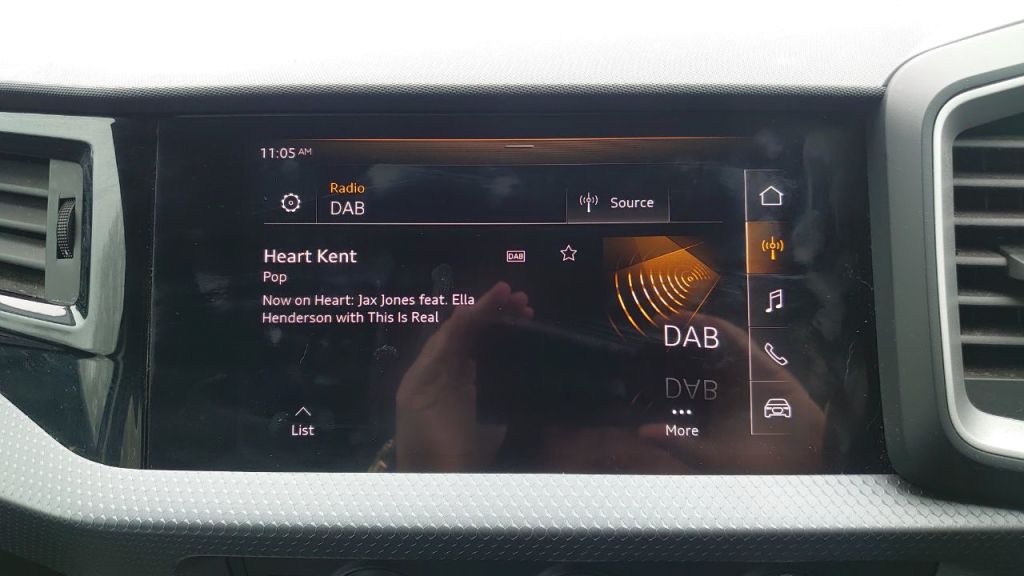 11:05 AM
Radio
DAB
Source
Heart Kent
DAB
Pop
Now on Heart: Jax Jones feat. Ella
Henderson with This Is Real
DAB
DAB
List
More